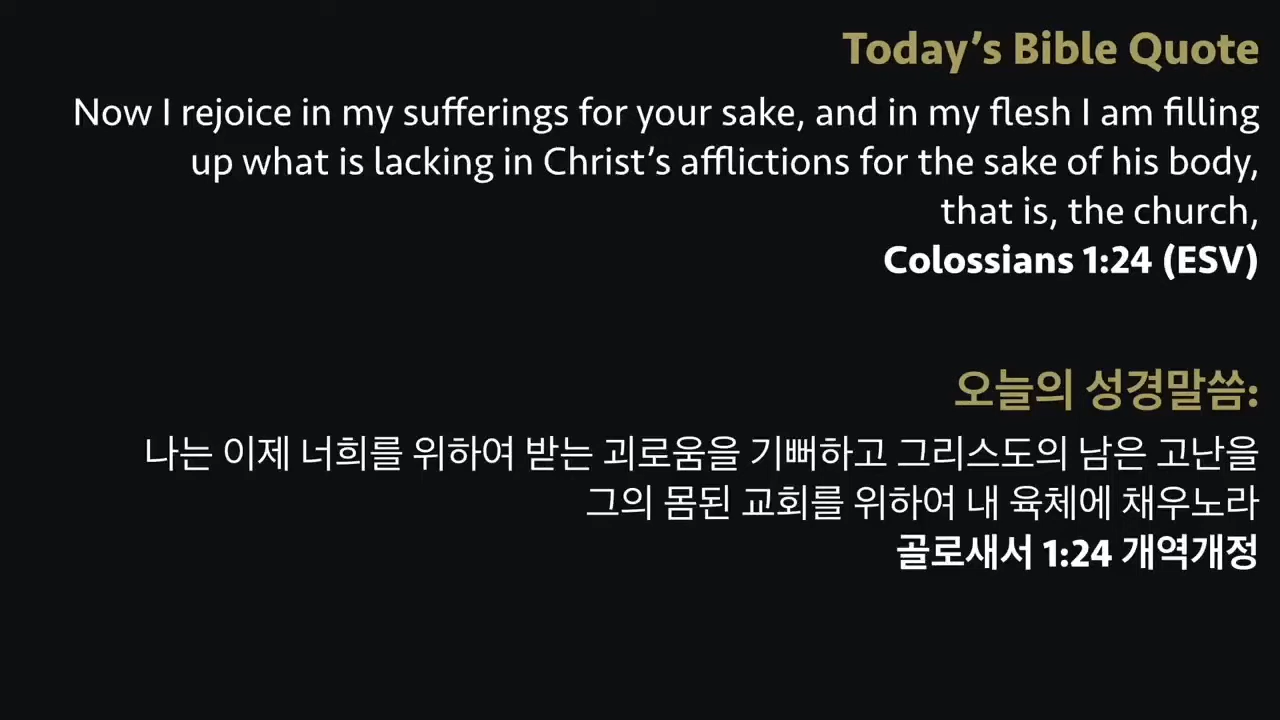 Today’s Bible Quote
Now I rejoice in my sufferings for your sake, and in my flesh I am filling
up what is lacking in Christ’s afflictions for the sake of his body,
that is, the church,
Colossians 1:24 (ESV)
오늘의 성경말씀:
나는 이제 너희를 위하여 받는 괴로움을 기뻐하고 그리스도의 남은 고난을
그의 몸된 교회를 위하여 내 육체에 채우노라
골로새서 1:24 개역개정